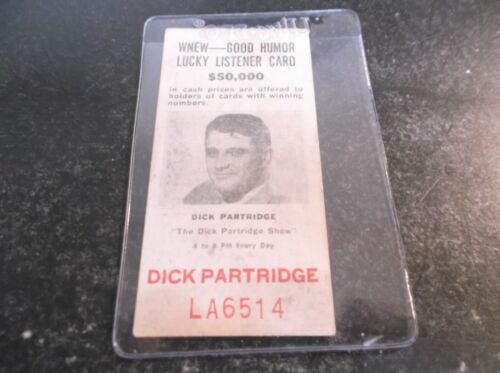 WNEW—GOOD HUMOR
LUCKY LISTENER CARD
$50,000
in cash prizes are offered to
holders of cards with winning
numbers.
DICK PARTRIDGE
"The Dick Partridge Show"
4 to 6 PM Every Day
DICK PARTRIDGE
LA6514